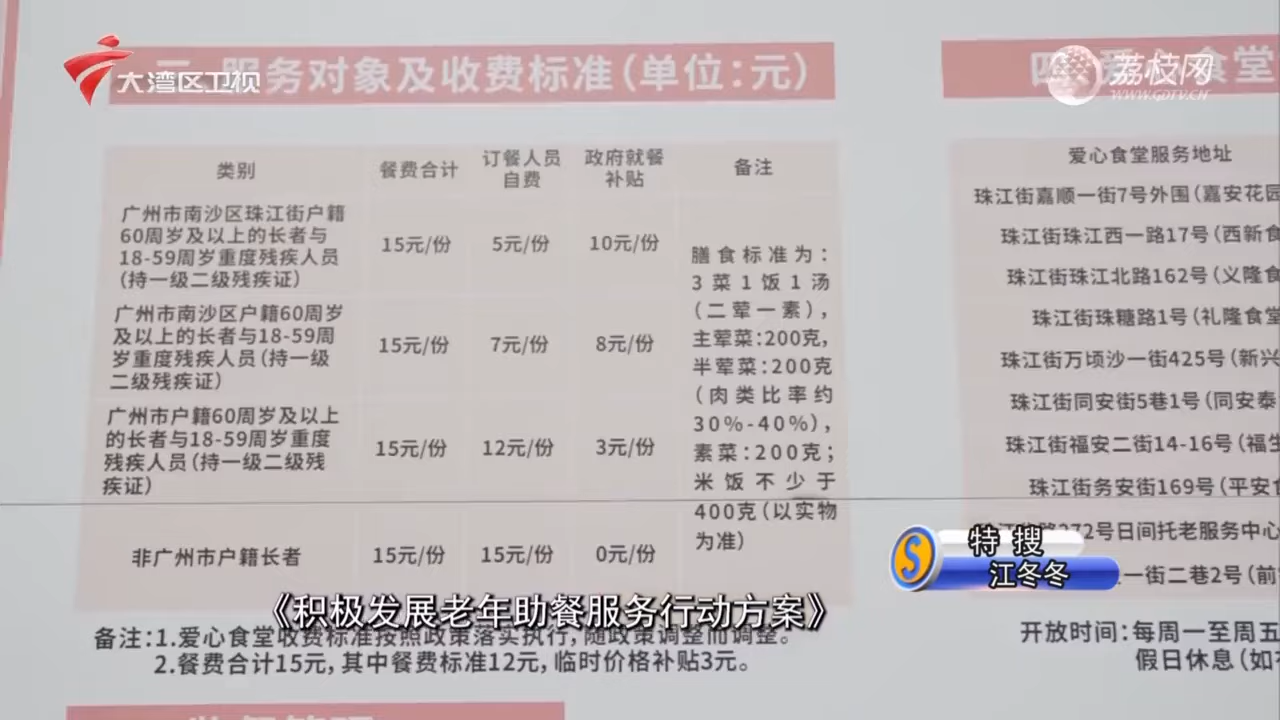 大湾区卫视
荔枝网
WWW.GDTV.CN
服务对象及收费标准(单位:元)
类别
餐费合计
订餐人员
自费
政府就餐
补贴
备注
广州市南沙区珠江街户籍
60周岁及以上的长者与
18-59周岁重度残疾人员
(持一级二级残疾证)
15元/份
5元/份
10元/份
广州市南沙区户籍60周岁
及以上的长者与18-59周
岁重度残疾人员(持一级
二级残疾证)
15元/份
7元/份
8元/份
广州市户籍60周岁及以上
的长者与18-59周岁重度
残疾人员(持一级二级残
疾证)
15元/份
12元/份
3元/份
非广州市户籍长者
15元/份
15元/份
0元/份
膳食标准为:
3菜1饭1汤
(二荤一素),
主荤菜:200克,
半荤菜:200克
(肉类比率约
30%-40%),
素菜:200克;
米饭不少于
400克(以实物
为准)
备注:1.爱心食堂收费标准按照政策落实执行,随政策调整而调整。
2.餐费合计15元,其中餐费标准12元,临时价格补贴3元。
四 爱心食堂
爱心食堂服务地址
珠江街嘉顺一街7号外围(嘉安花园
珠江街珠江西一路17号(西新食
珠江街珠江北路162号(义隆食
珠江街珠糖路1号(礼隆食堂
珠江街万顷沙一街425号(新兴
珠江街同安街5巷1号(同安泰
珠江街福安二街14-16号(福生
珠江街务安街169号(平安食
272号日间托老服务中心
一街二巷2号(前
开放时间:每周一至周五
假日休息(如
特搜
江冬冬
《积极发展老年助餐服务行动方案》